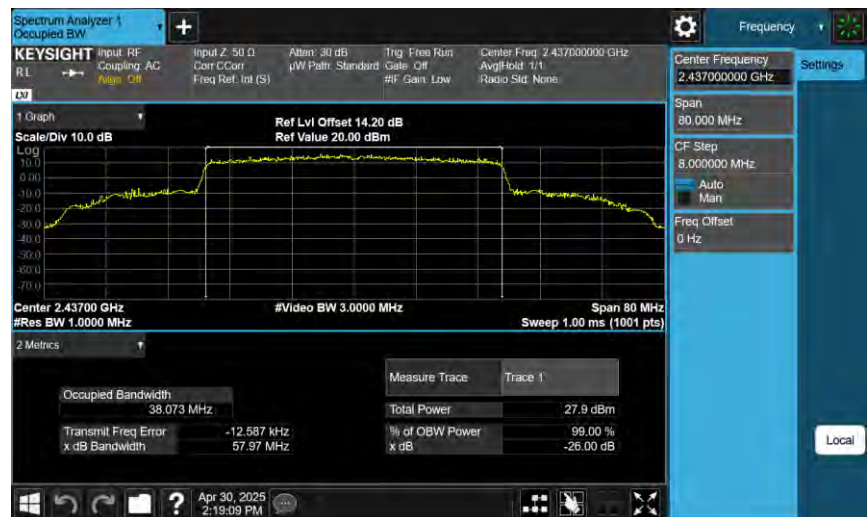 Spectrum Analyzer 1
Occupied BW
Frequency
KEYSIGHT
RL
LXI
Input: RF
Coupling: AC
Align: Off
Input Z: 50 Ω
Corr CCorr
Freq Ref: Int (S)
Atten: 30 dB
µW Path: Standard
Trig: Free Run
Gate: Off
#IF Gain: Low
Center Freq: 2.437000000 GHz
Avg|Hold: 1/1
Radio Std: None
Center Frequency
2.437000000 GHz
Settings
Span
80.000 MHz
CF Step
8.000000 MHz
Auto
Man
Freq Offset
0 Hz
1 Graph
Scale/Div 10.0 dB
Ref Lvl Offset 14.20 dB
Ref Value 20.00 dBm
Log
10.0
0.00
-10.0
-20.0
-30.0
-40.0
-50.0
-60.0
-70.0
Center 2.43700 GHz
#Video BW 3.0000 MHz
Span 80 MHz
#Res BW 1.0000 MHz
Sweep 1.00 ms (1001 pts)
2 Metrics
Measure Trace
Trace 1
Occupied Bandwidth
38.073 MHz
Total Power
27.9 dBm
Transmit Freq Error
-12.587 kHz
% of OBW Power
99.00 %
x dB Bandwidth
57.97 MHz
x dB
-26.00 dB
Local
?
Apr 30, 2025
2:19:09 PM